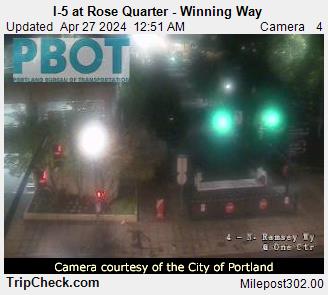 I-5 at Rose Quarter - Winning Way
Updated Apr 27 2024 12:51 AM Camera 4
PBOT
PORTLAND BUREAU OF TRANSPORTATION
4 - N. Ramsey Wy
@ One Ctr
Camera courtesy of the City of Portland
TripCheck.com Milepost302.00